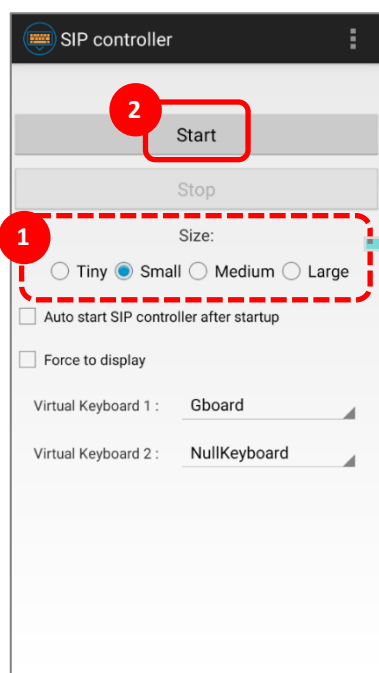 SIP controller
2
Start
Stop
1
Size:
Tiny Small Medium Large
Auto start SIP controller after startup
Force to display
Virtual Keyboard 1 : Gboard
Virtual Keyboard 2 : NullKeyboard